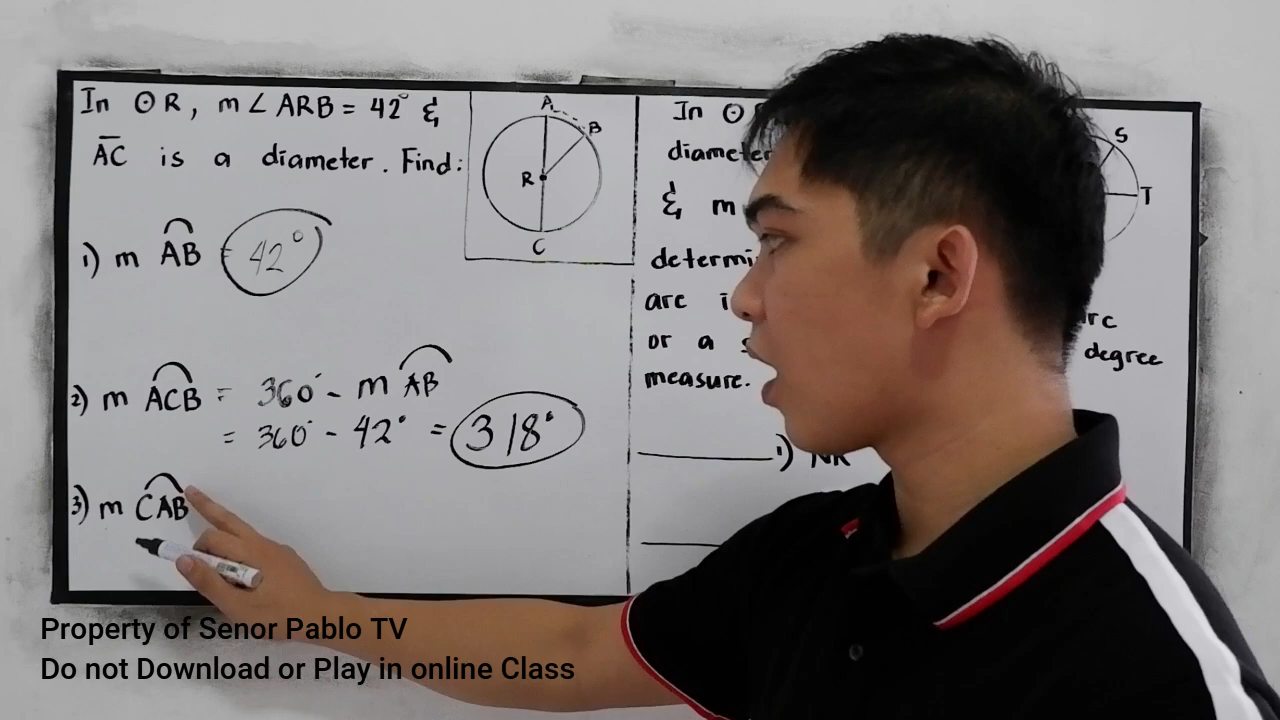 In ⊙R, m∠ARB = 42° &
AC is a diameter. Find:
A
B
R
C
1) m AB = 42°
2) m ACB = 360° - m AB
= 360° - 42° = 318°
3) m CAB
In ⊙
diameter
S
T
& m
determi
are i
or a
measure.
arc
degree
1) NR
Property of Senor Pablo TV
Do not Download or Play in online Class